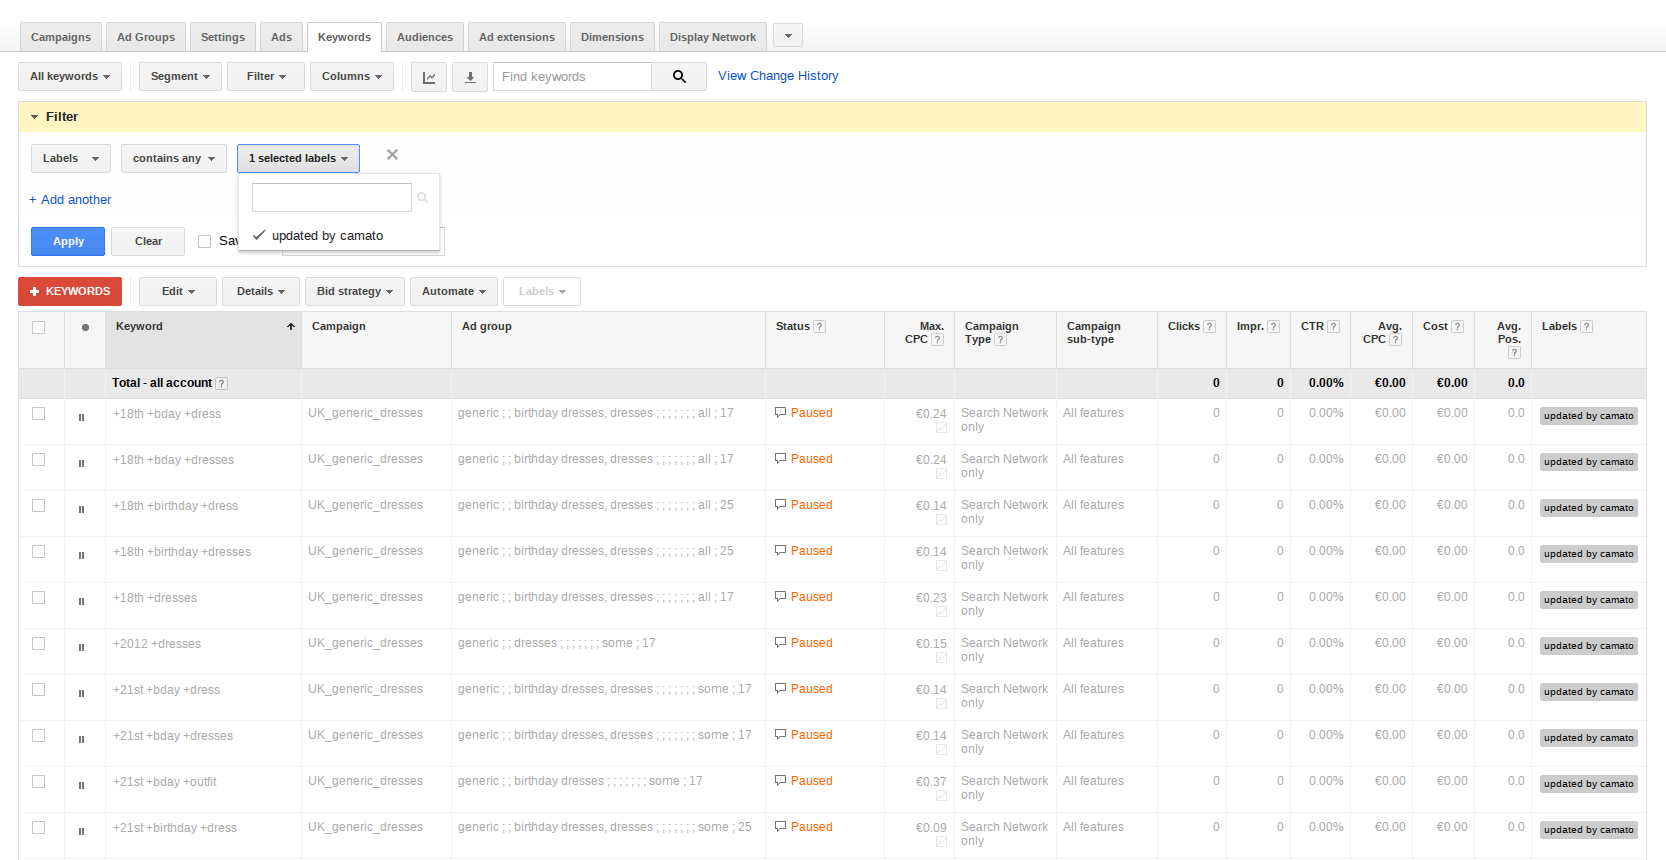 Campaigns Ad Groups Settings Ads Keywords Audiences Ad extensions Dimensions Display Network
All keywords Segment Filter Columns Find keywords View Change History
Filter
Labels contains any 1 selected labels
+ Add another
updated by camato
Apply Clear
+ KEYWORDS Edit Details Bid strategy Automate Labels
Keyword Campaign Ad group Status ? Max. CPC ? Campaign Type ? Campaign sub-type Clicks ? Impr. ? CTR ? Avg. CPC ? Cost ? Avg. Pos. ? Labels ?
Total - all account ? 0 0 0.00% €0.00 €0.00 0.0
+18th +bday +dress UK_generic_dresses generic ; ; birthday dresses, dresses ; ; ; ; ; ; ; all ; 17 Paused €0.24 Search Network only All features 0 0 0.00% €0.00 €0.00 0.0 updated by camato
+18th +bday +dresses UK_generic_dresses generic ; ; birthday dresses, dresses ; ; ; ; ; ; ; all ; 17 Paused €0.24 Search Network only All features 0 0 0.00% €0.00 €0.00 0.0 updated by camato
+18th +birthday +dress UK_generic_dresses generic ; ; birthday dresses, dresses ; ; ; ; ; ; ; all ; 25 Paused €0.14 Search Network only All features 0 0 0.00% €0.00 €0.00 0.0 updated by camato
+18th +birthday +dresses UK_generic_dresses generic ; ; birthday dresses, dresses ; ; ; ; ; ; ; all ; 25 Paused €0.14 Search Network only All features 0 0 0.00% €0.00 €0.00 0.0 updated by camato
+18th +dresses UK_generic_dresses generic ; ; birthday dresses, dresses ; ; ; ; ; ; ; all ; 17 Paused €0.23 Search Network only All features 0 0 0.00% €0.00 €0.00 0.0 updated by camato
+2012 +dresses UK_generic_dresses generic ; ; dresses ; ; ; ; ; ; ; some ; 17 Paused €0.15 Search Network only All features 0 0 0.00% €0.00 €0.00 0.0 updated by camato
+21st +bday +dress UK_generic_dresses generic ; ; birthday dresses, dresses ; ; ; ; ; ; ; some ; 17 Paused €0.14 Search Network only All features 0 0 0.00% €0.00 €0.00 0.0 updated by camato
+21st +bday +dresses UK_generic_dresses generic ; ; birthday dresses, dresses ; ; ; ; ; ; ; some ; 17 Paused €0.14 Search Network only All features 0 0 0.00% €0.00 €0.00 0.0 updated by camato
+21st +bday +outfit UK_generic_dresses generic ; ; birthday dresses ; ; ; ; ; ; ; some ; 17 Paused €0.37 Search Network only All features 0 0 0.00% €0.00 €0.00 0.0 updated by camato
+21st +birthday +dress UK_generic_dresses generic ; ; birthday dresses, dresses ; ; ; ; ; ; ; some ; 25 Paused €0.09 Search Network only All features 0 0 0.00% €0.00 €0.00 0.0 updated by camato